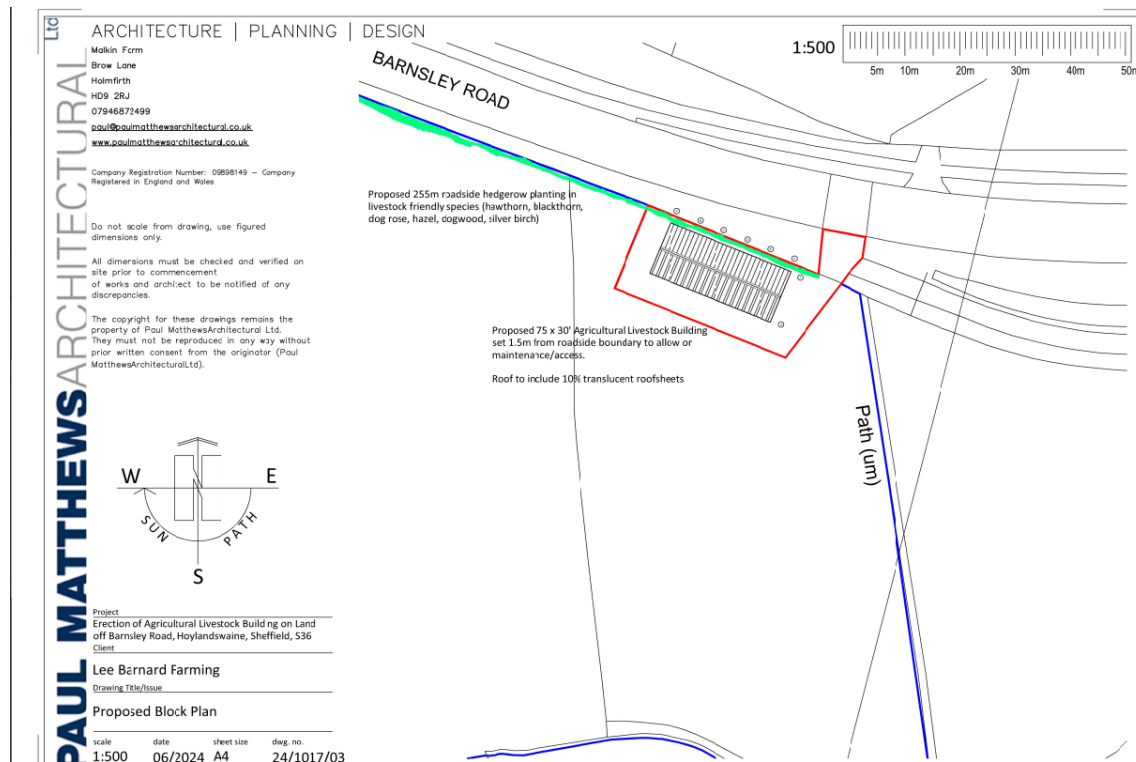 Ltd
PAUL MATTHEWSARCHITECTURAL
ARCHITECTURE | PLANNING | DESIGN
Malkin Farm
Brow Lane
Holmfirth
HD9 2RJ
07946872499
paul@paulmatthewsarchitectural.co.uk
www.paulmatthewsarchitectural.co.uk
Company Registration Number: 09898149 – Company
Registered in England and Wales
Do not scale from drawing, use figured
dimensions only.
All dimensions must be checked and verified on
site prior to commencement
of works and architect to be notified of any
discrepancies.
The copyright for these drawings remains the
property of Paul MatthewsArchitectural Ltd.
They must not be reproduced in any way without
prior written consent from the originator (Paul
MatthewsArchitecturalLtd).
W E
SUN PATH
S
Project
Erection of Agricultural Livestock Building on Land
off Barnsley Road, Hoylandswaine, Sheffield, S36
Client
Lee Barnard Farming
Drawing Title/Issue
Proposed Block Plan
scale date sheet size dwg. no.
1:500 06/2024 A4 24/1017/03
1:500
5m 10m 20m 30m 40m 50m
BARNSLEY ROAD
Proposed 255m roadside hedgerow planting in
livestock friendly species (hawthorn, blackthorn,
dog rose, hazel, dogwood, silver birch)
Proposed 75 x 30' Agricultural Livestock Building
set 1.5m from roadside boundary to allow or
maintenance/access.
Roof to include 10% translucent roofsheets
Path (um)